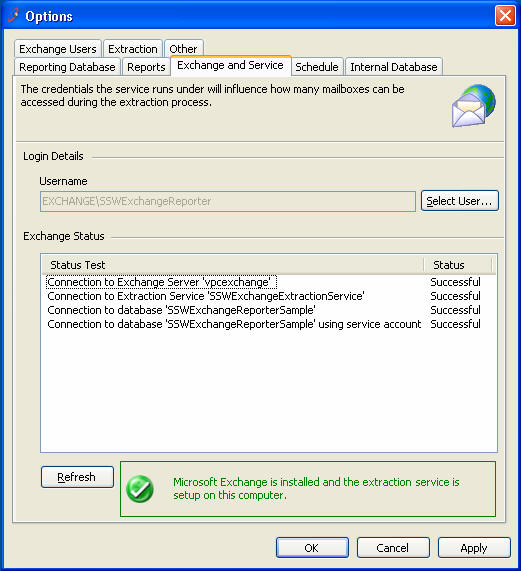 Options
Exchange Users Extraction Other
Reporting Database Reports Exchange and Service Schedule Internal Database
The credentials the service runs under will influence how many mailboxes can be
accessed during the extraction process.
Login Details
Username
EXCHANGE\SSWExchangeReporter Select User...
Exchange Status
Status Test Status
Connection to Exchange Server 'vpcexchange' Successful
Connection to Extraction Service 'SSWExchangeExtractionService' Successful
Connection to database 'SSWExchangeReporterSample' Successful
Connection to database 'SSWExchangeReporterSample' using service account Successful
Refresh
Microsoft Exchange is installed and the extraction service is
setup on this computer.
OK Cancel Apply